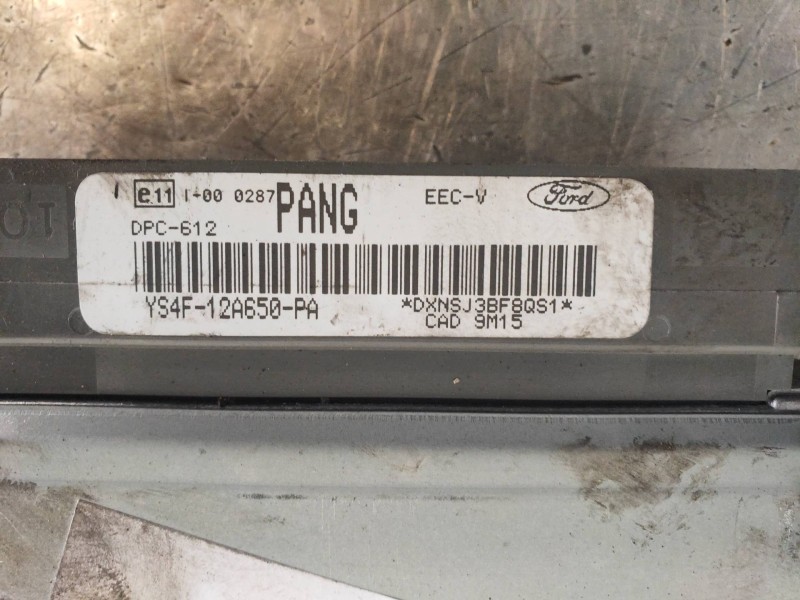 e11 I-00 0287 PANG EEC-V Ford
DPC-612
YS4F-12A650-PA *DXNSJ3BF8QS1*
CAD 9M15